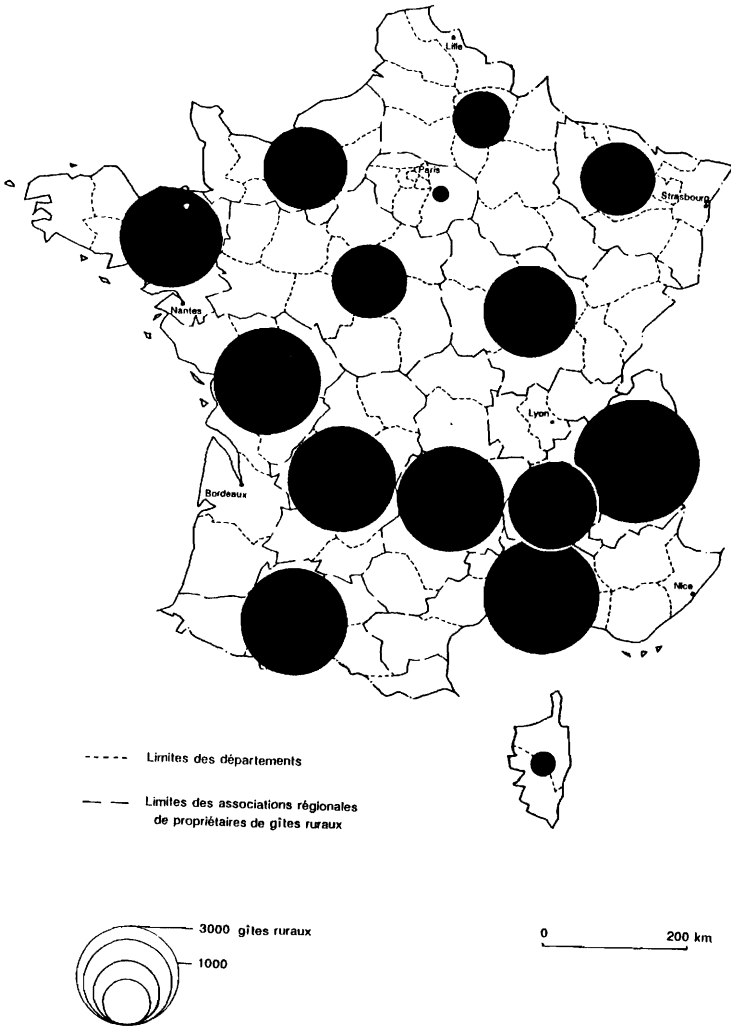 Lille
Paris
Strasbourg
Nantes
Lyon
Bordeaux
Nice
Limites des départements
Limites des associations régionales
de propriétaires de gîtes ruraux
3000 gîtes ruraux
1000
0 200 km